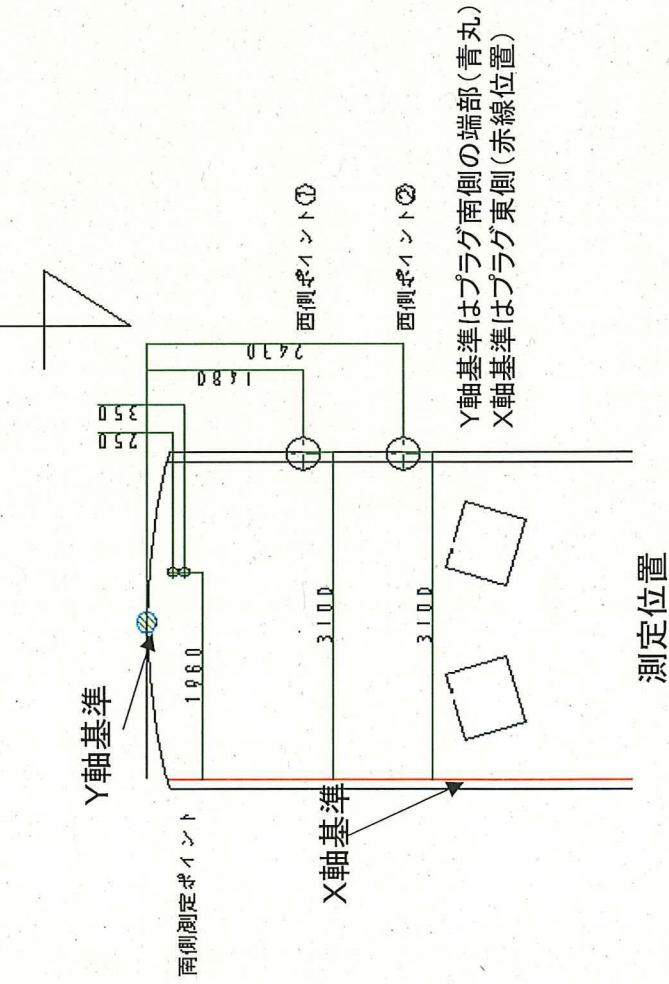 Y軸基準
南側測定ポイント
X軸基準
250
350
1480
2430
1960
3100
3100
西側ポイント①
西側ポイント②
Y軸基準はプラグ南側の端部(青丸)
X軸基準はプラグ東側(赤線位置)
測定位置